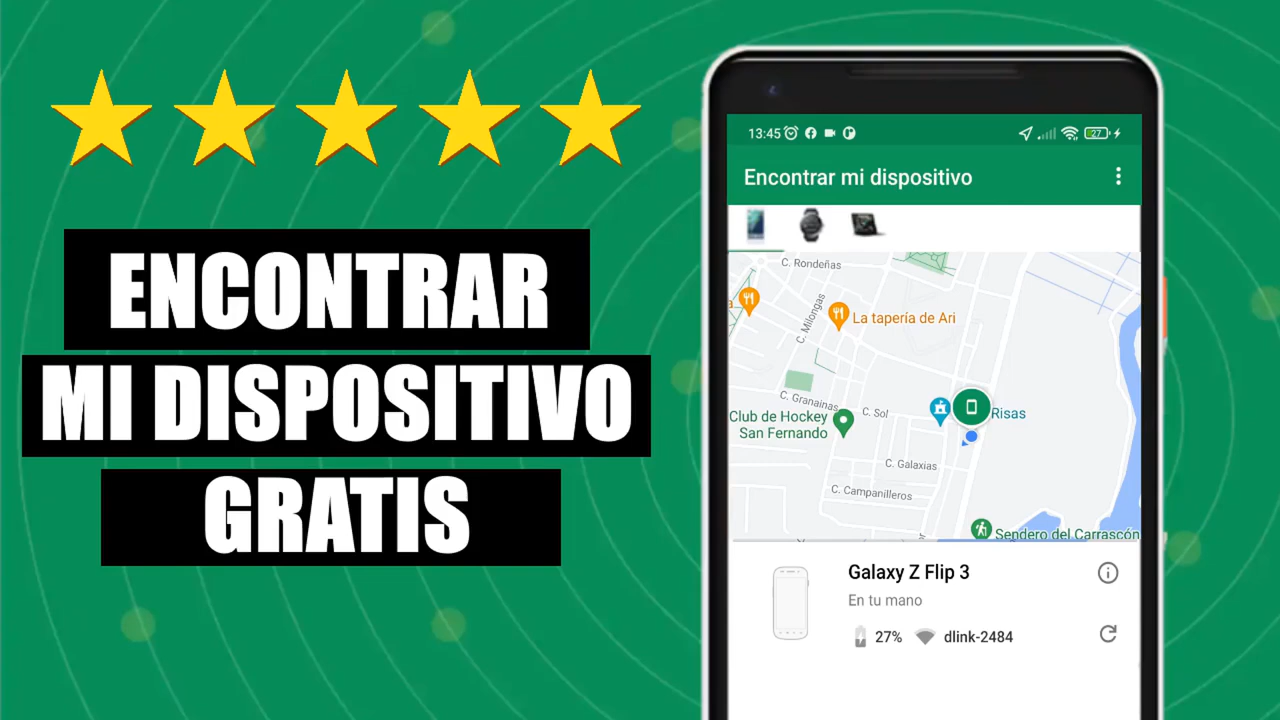 ENCONTRAR
MI DISPOSITIVO
GRATIS
13:45
27
Encontrar mi dispositivo
C. Rondeñas
C. Milongas
a
La tapería de Ari
C. Granainas
C. Sol
Club de Hockey
San Fernando
Risas
C. Galaxias
C. Campanilleros
Sendero del Carrascón
Galaxy Z Flip 3
En tu mano
27%
dlink-2484